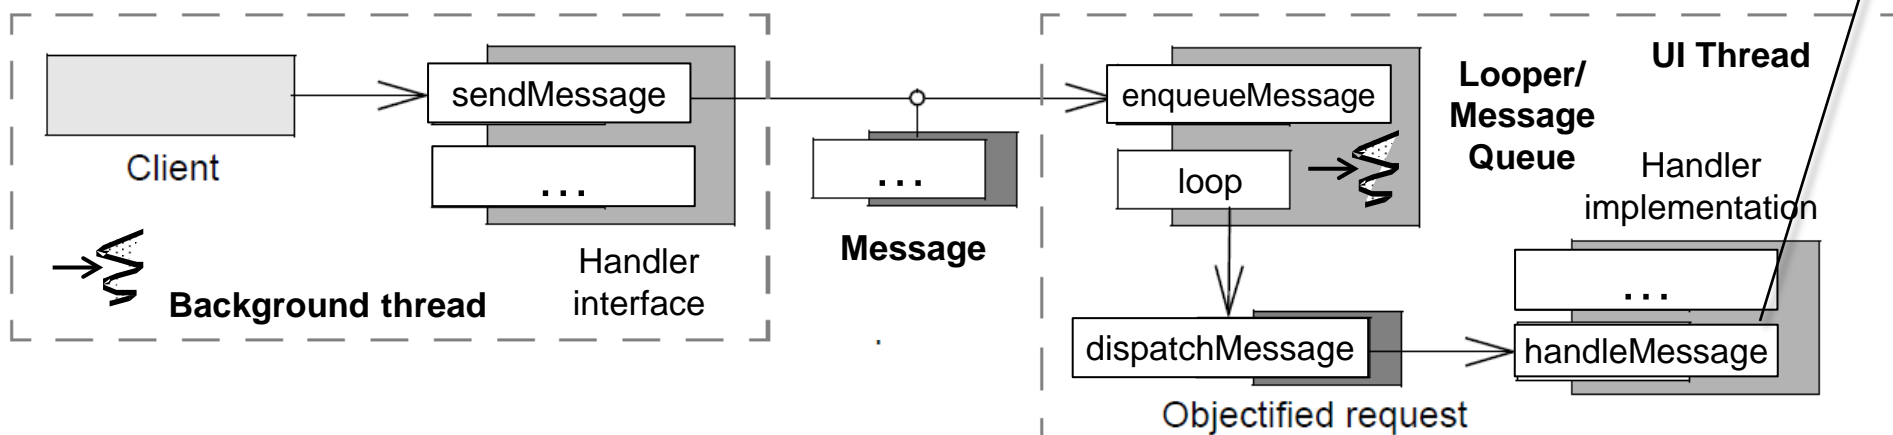 Client
Background thread
sendMessage
...
Handler
interface
...
Message
UI Thread
enqueueMessage
loop
Looper/
Message
Queue
Handler
implementation
...
dispatchMessage
handleMessage
Objectified request